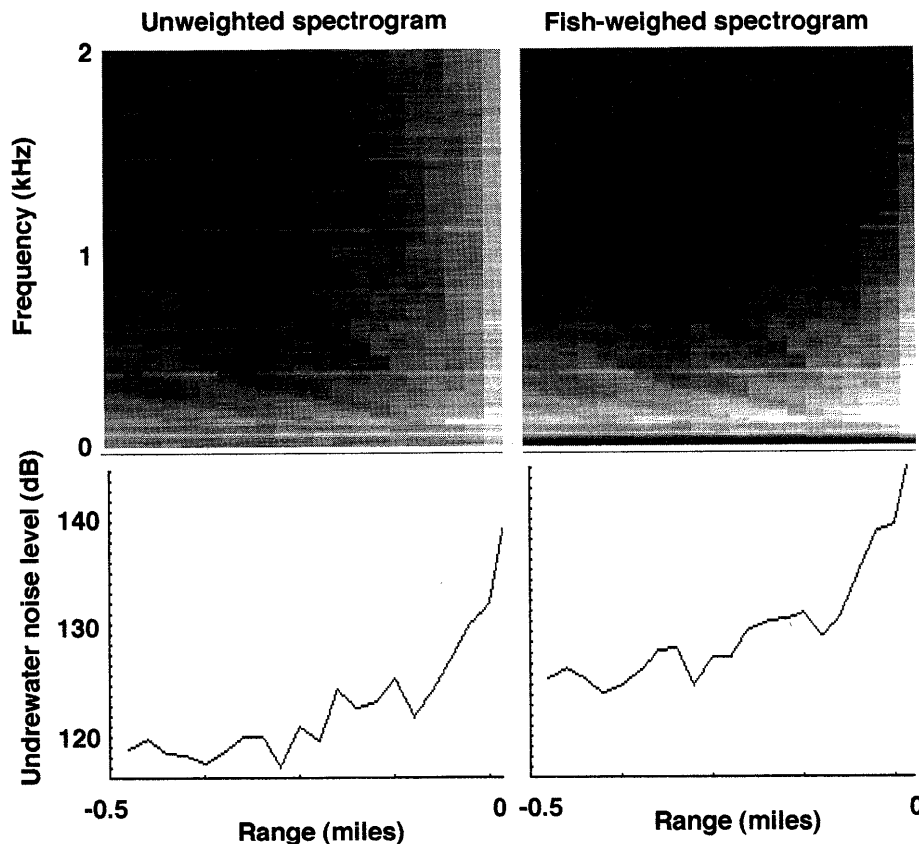 Unweighted spectrogram
Fish-weighed spectrogram
Frequency (kHz)
2
1
0
Undrewater noise level (dB)
140
130
120
-0.5
0
Range (miles)
-0.5
0
Range (miles)